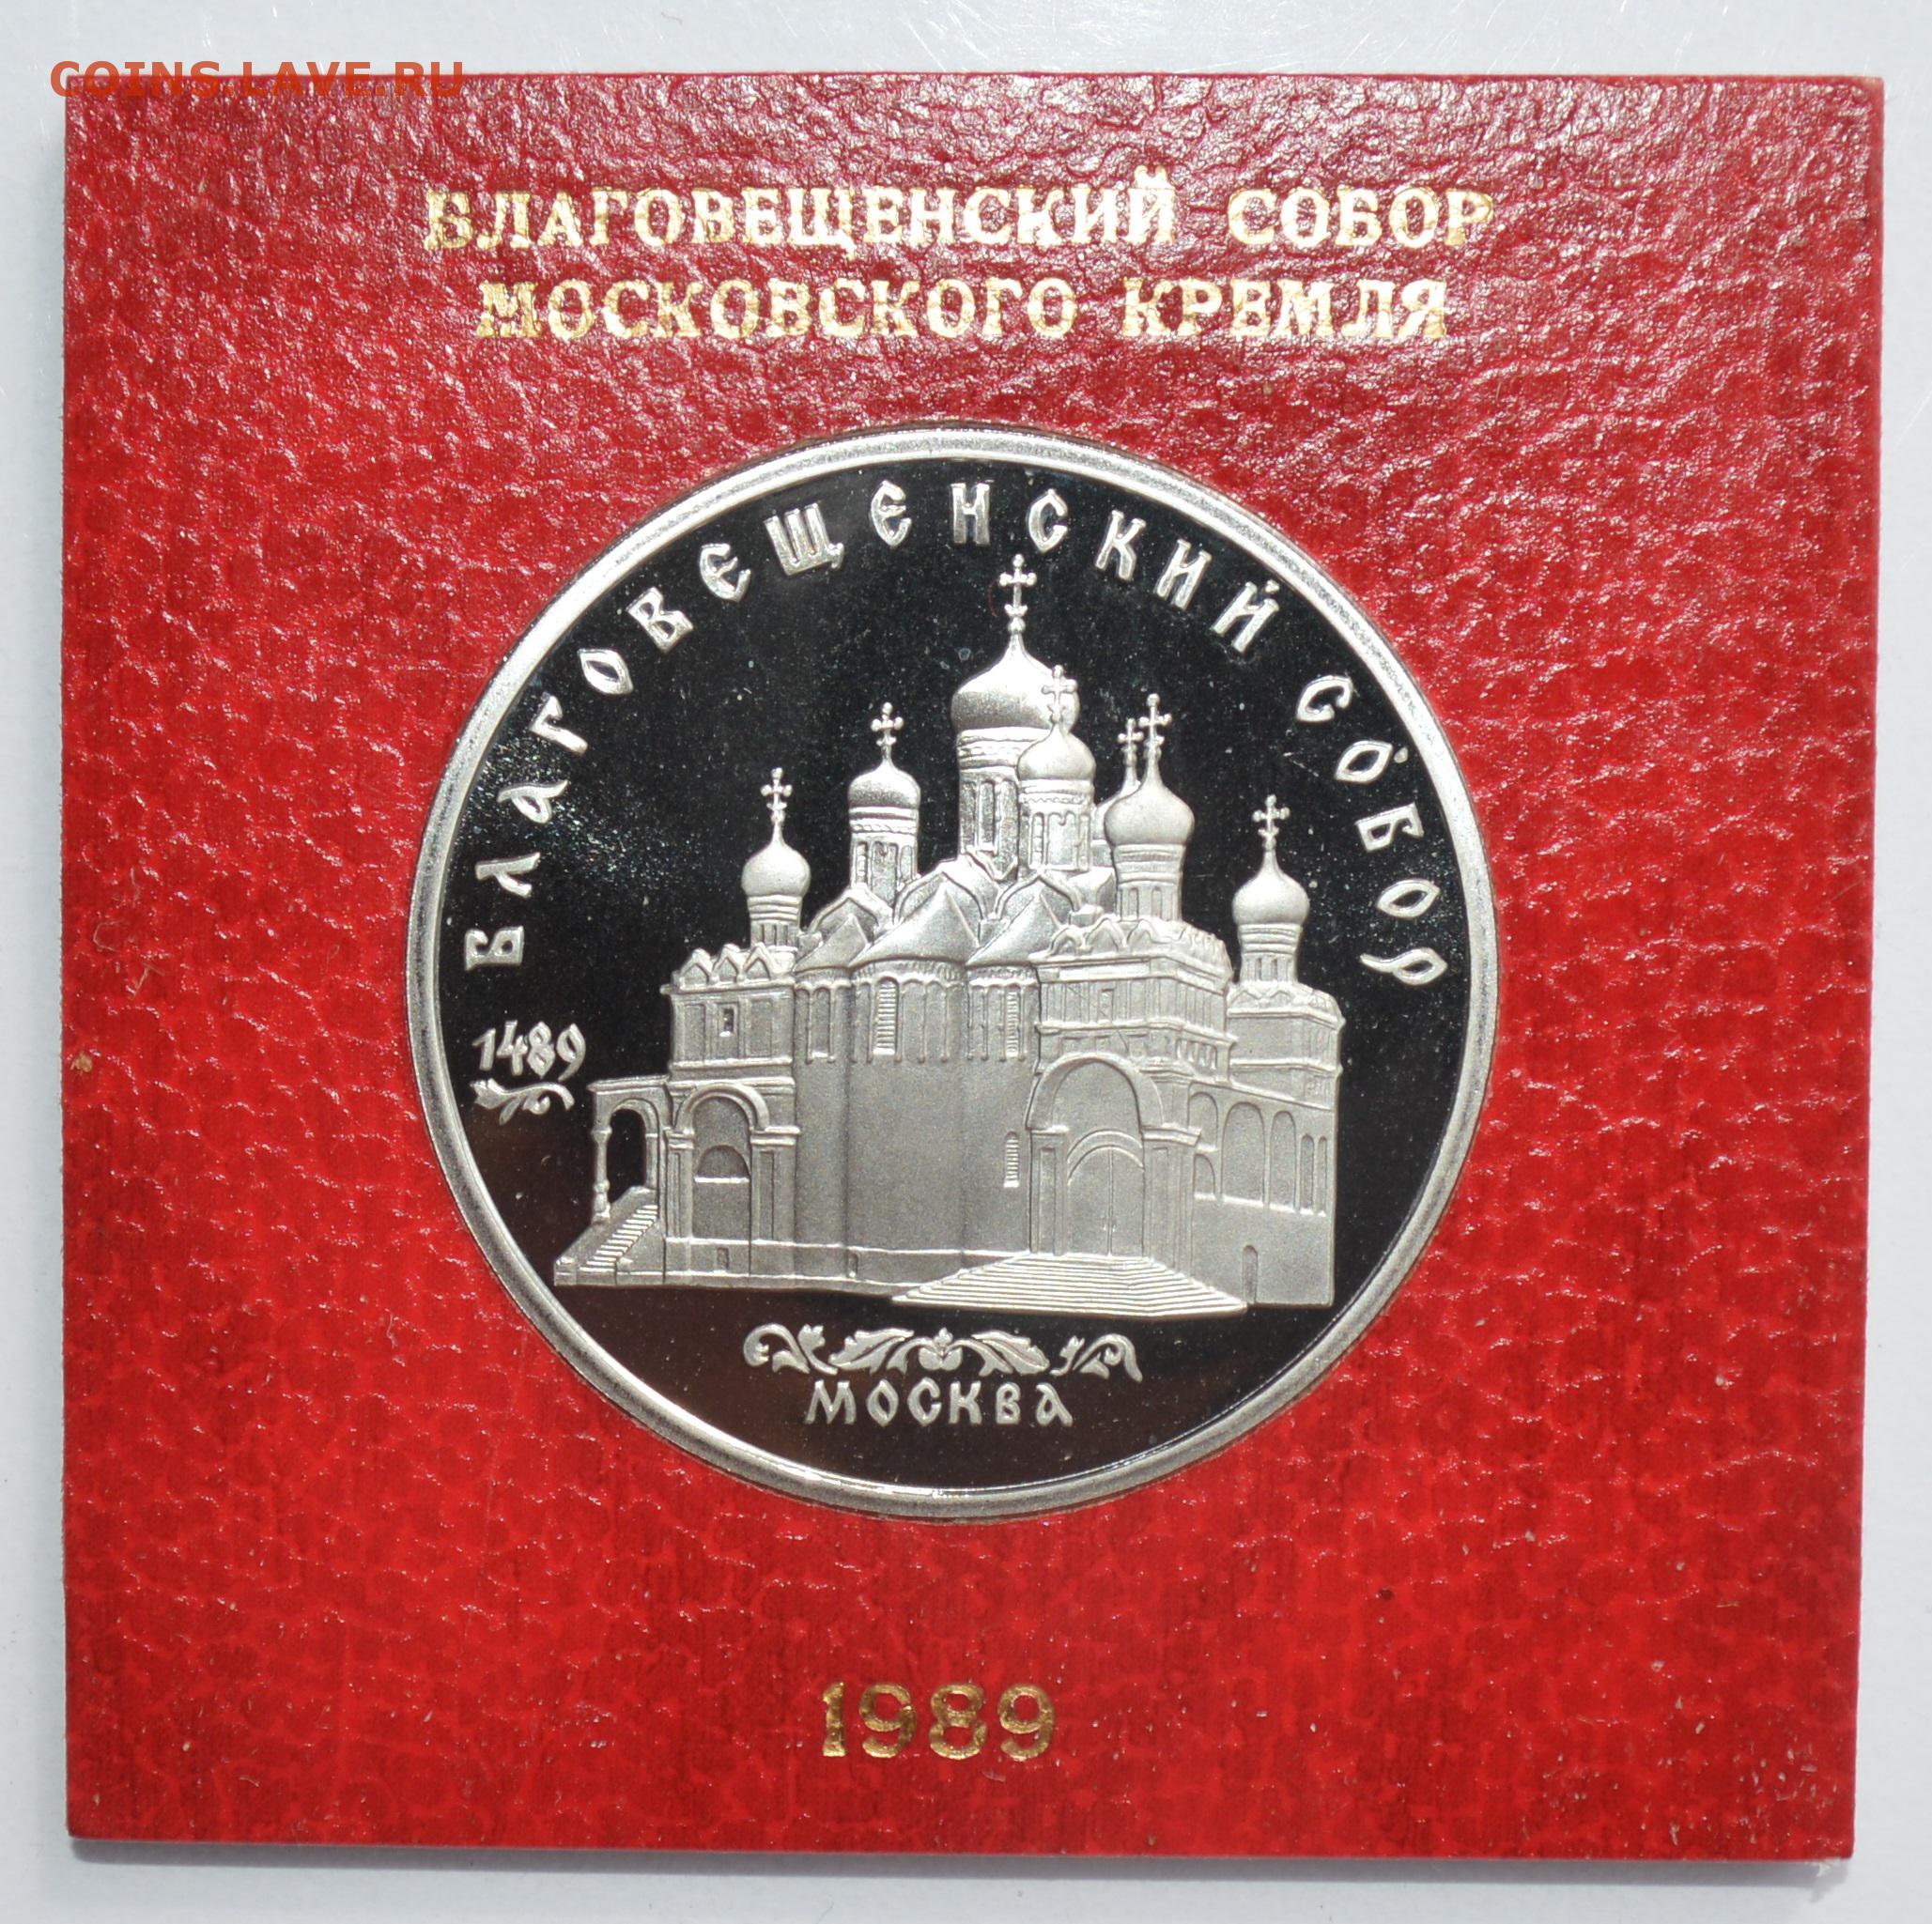 COINS.LAVE.RU
БЛАГОВЕЩЕНСКИЙ СОБОР
МОСКОВСКОГО КРЕМЛЯ
БЛАГОВЕЩЕНСКИЙ СОБОР
1489
МОСКВА
1989